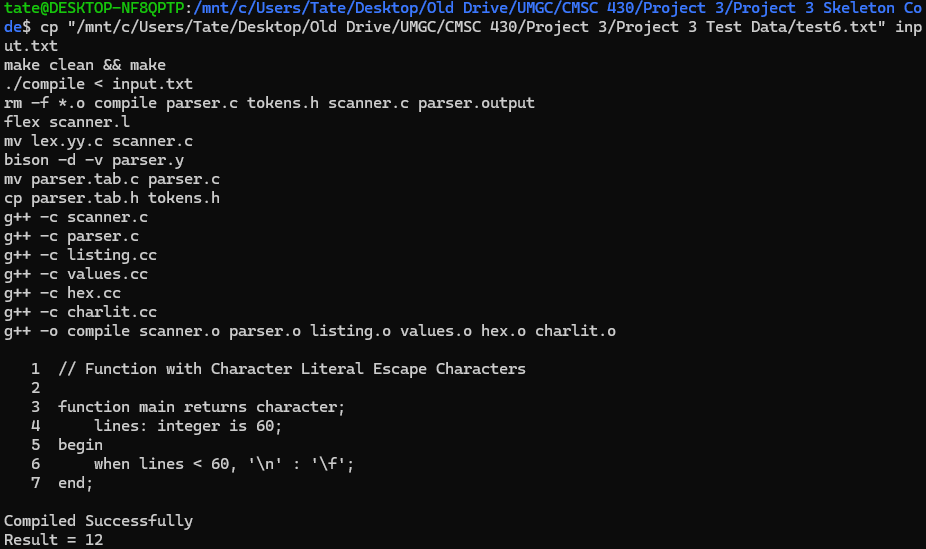 tate@DESKTOP-NF8QPTP:/mnt/c/Users/Tate/Desktop/Old Drive/UMGC/CMSC 430/Project 3/Project 3 Skeleton Co
de$ cp "/mnt/c/Users/Tate/Desktop/Old Drive/UMGC/CMSC 430/Project 3/Project 3 Test Data/test6.txt" inp
ut.txt
make clean && make
./compile < input.txt
rm -f *.o compile parser.c tokens.h scanner.c parser.output
flex scanner.l
mv lex.yy.c scanner.c
bison -d -v parser.y
mv parser.tab.c parser.c
cp parser.tab.h tokens.h
g++ -c scanner.c
g++ -c parser.c
g++ -c listing.cc
g++ -c values.cc
g++ -c hex.cc
g++ -c charlit.cc
g++ -o compile scanner.o parser.o listing.o values.o hex.o charlit.o

   1  // Function with Character Literal Escape Characters
   2
   3  function main returns character;
   4      lines: integer is 60;
   5  begin
   6      when lines < 60, '\n' : '\f';
   7  end;

Compiled Successfully
Result = 12